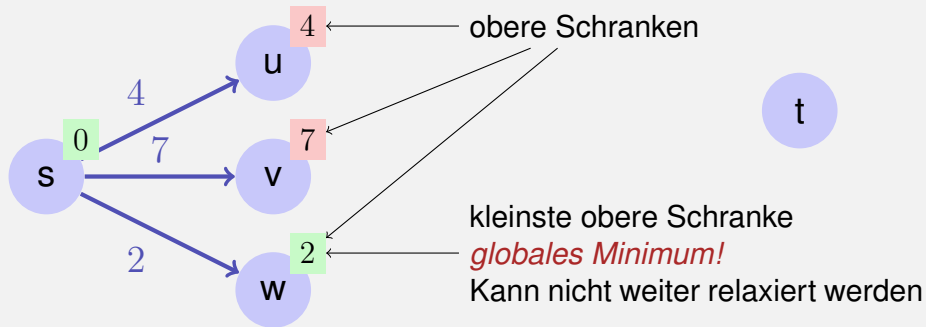 4
obere Schranken
u
t
4
0
7
7
s
v
kleinste obere Schranke
2
globales Minimum!
2
w
Kann nicht weiter relaxiert werden